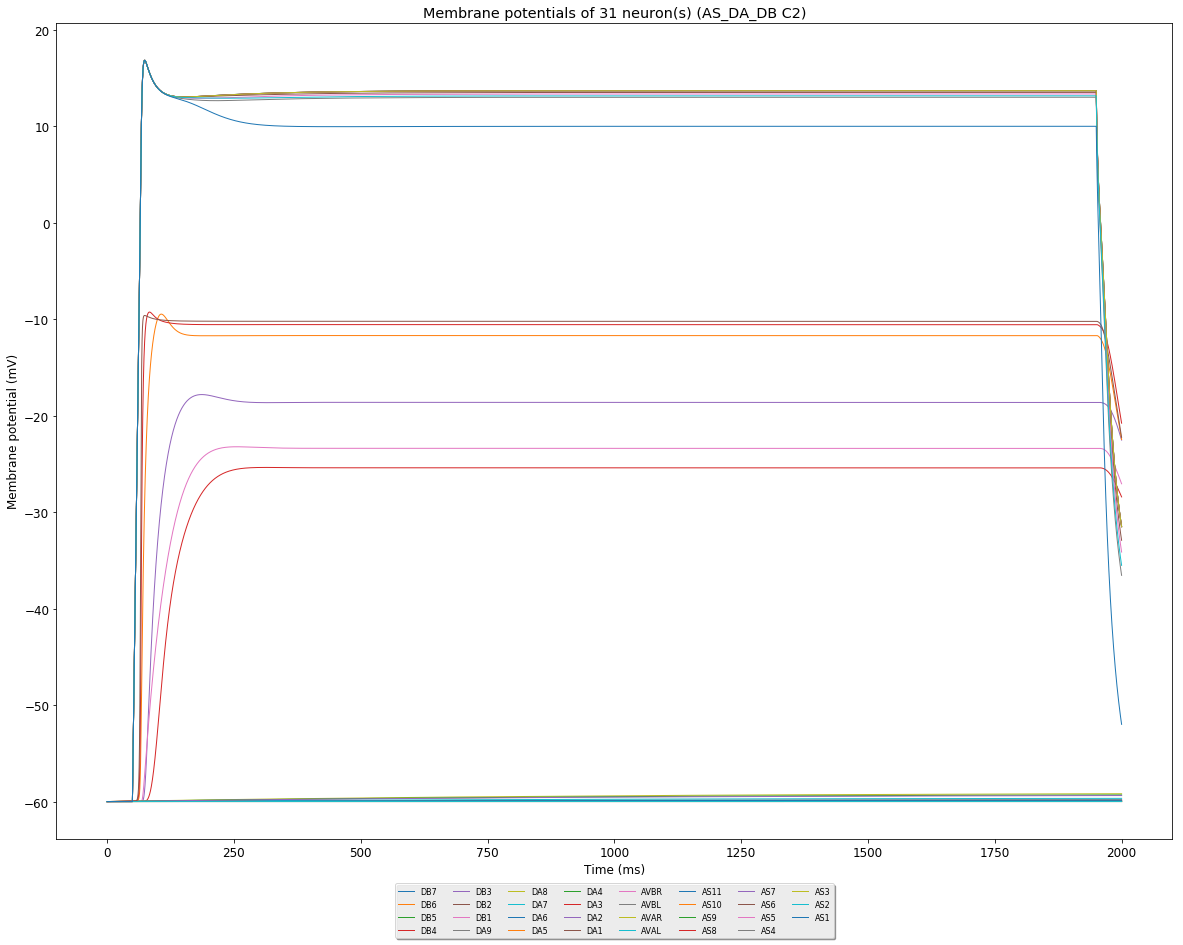 Membrane potentials of 31 neuron(s) (AS_DA_DB C2)
Membrane potential (mV)
20
10
0
−10
−20
−30
−40
−50
−60
0 250 500 750 1000 1250 1500 1750 2000
Time (ms)
DB7 DB3 DA8 DA4 AVBR AS11 AS7 AS3
DB6 DB2 DA7 DA3 AVBL AS10 AS6 AS2
DB5 DB1 DA6 DA2 AVAR AS9 AS5 AS1
DB4 DA9 DA5 DA1 AVAL AS8 AS4